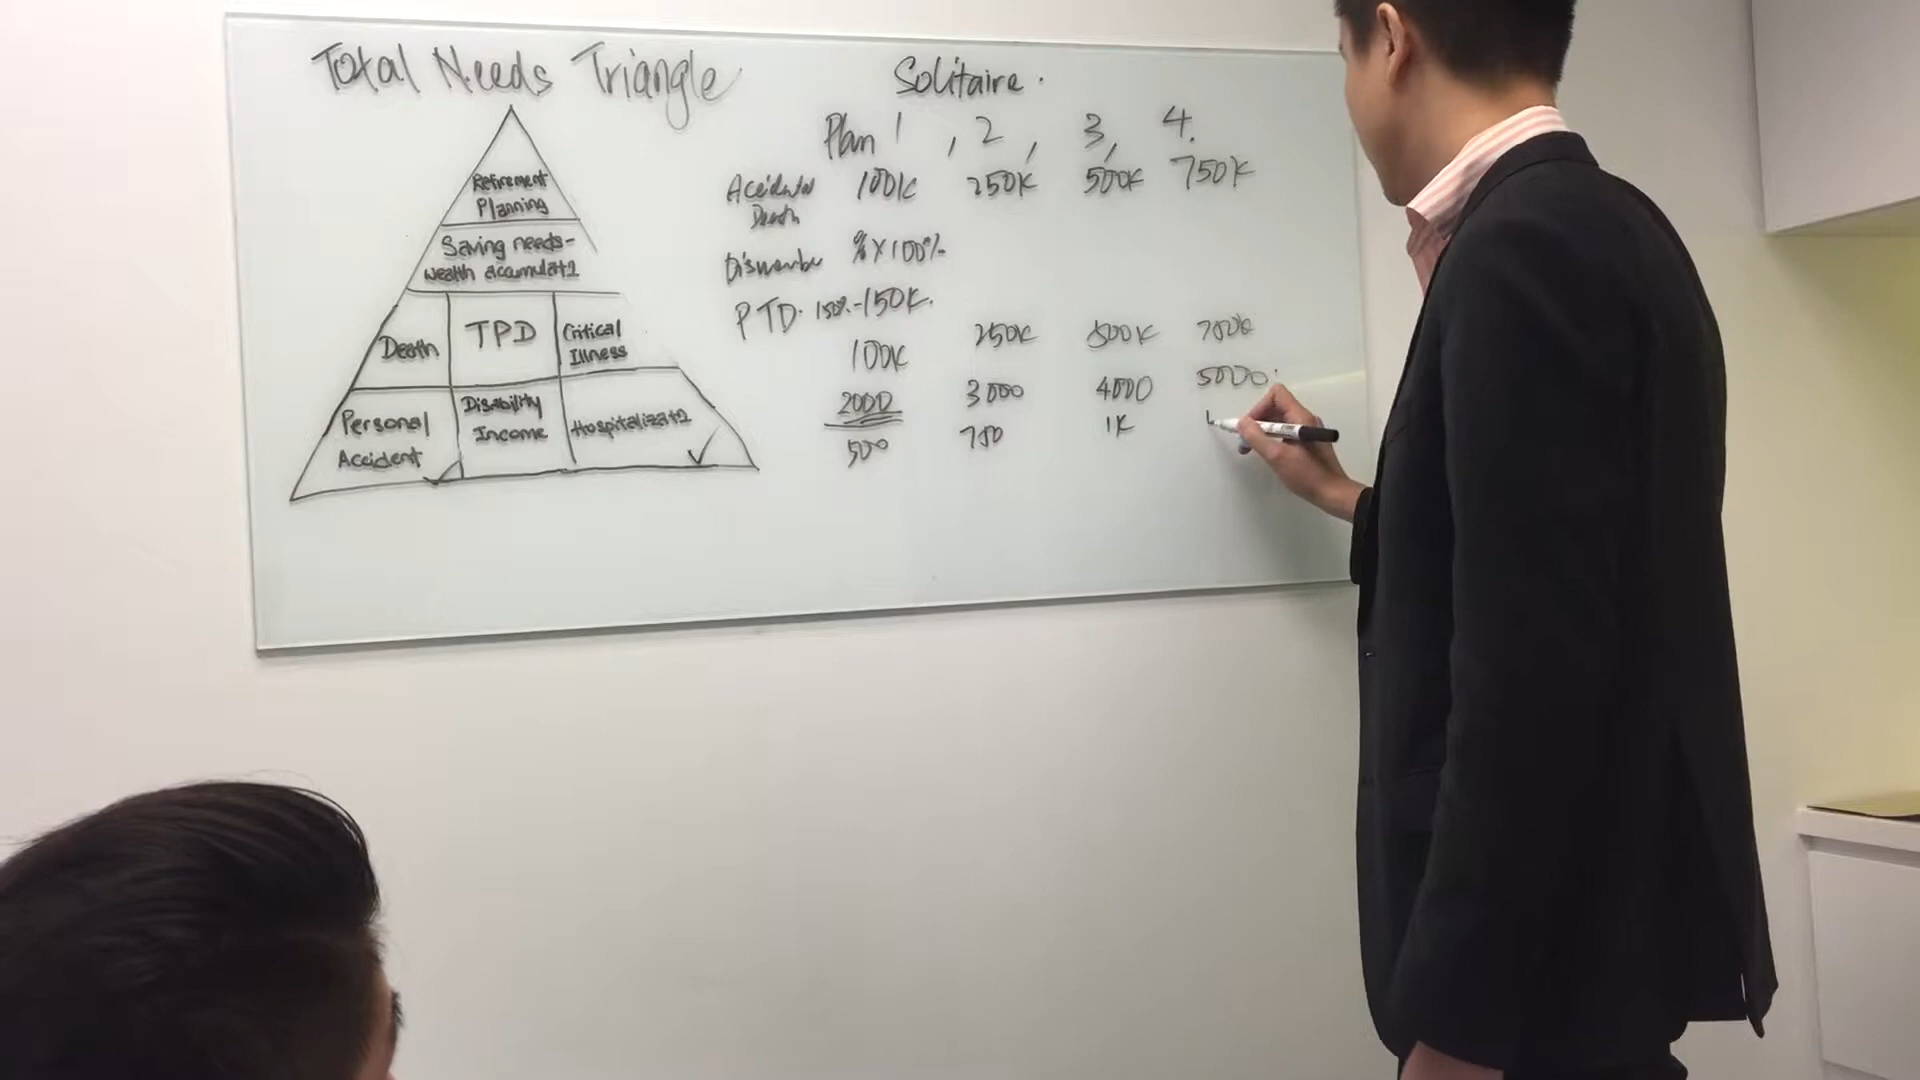 Total Needs Triangle
Retirement
Planning
Saving needs-
wealth accumulat
Death
TPD
Critical
Illness
Personal
Accident
Disability
Income
Hospitalizat
Solitaire.
Plan 1 , 2 , 3, 4.
Accidental 100K 250K 500K 750K
Death
Dismember % X 100%
PTD. 150% - 150K.
100K 250K 500K 750K
2000 3000 4000 5000
500 750 1K